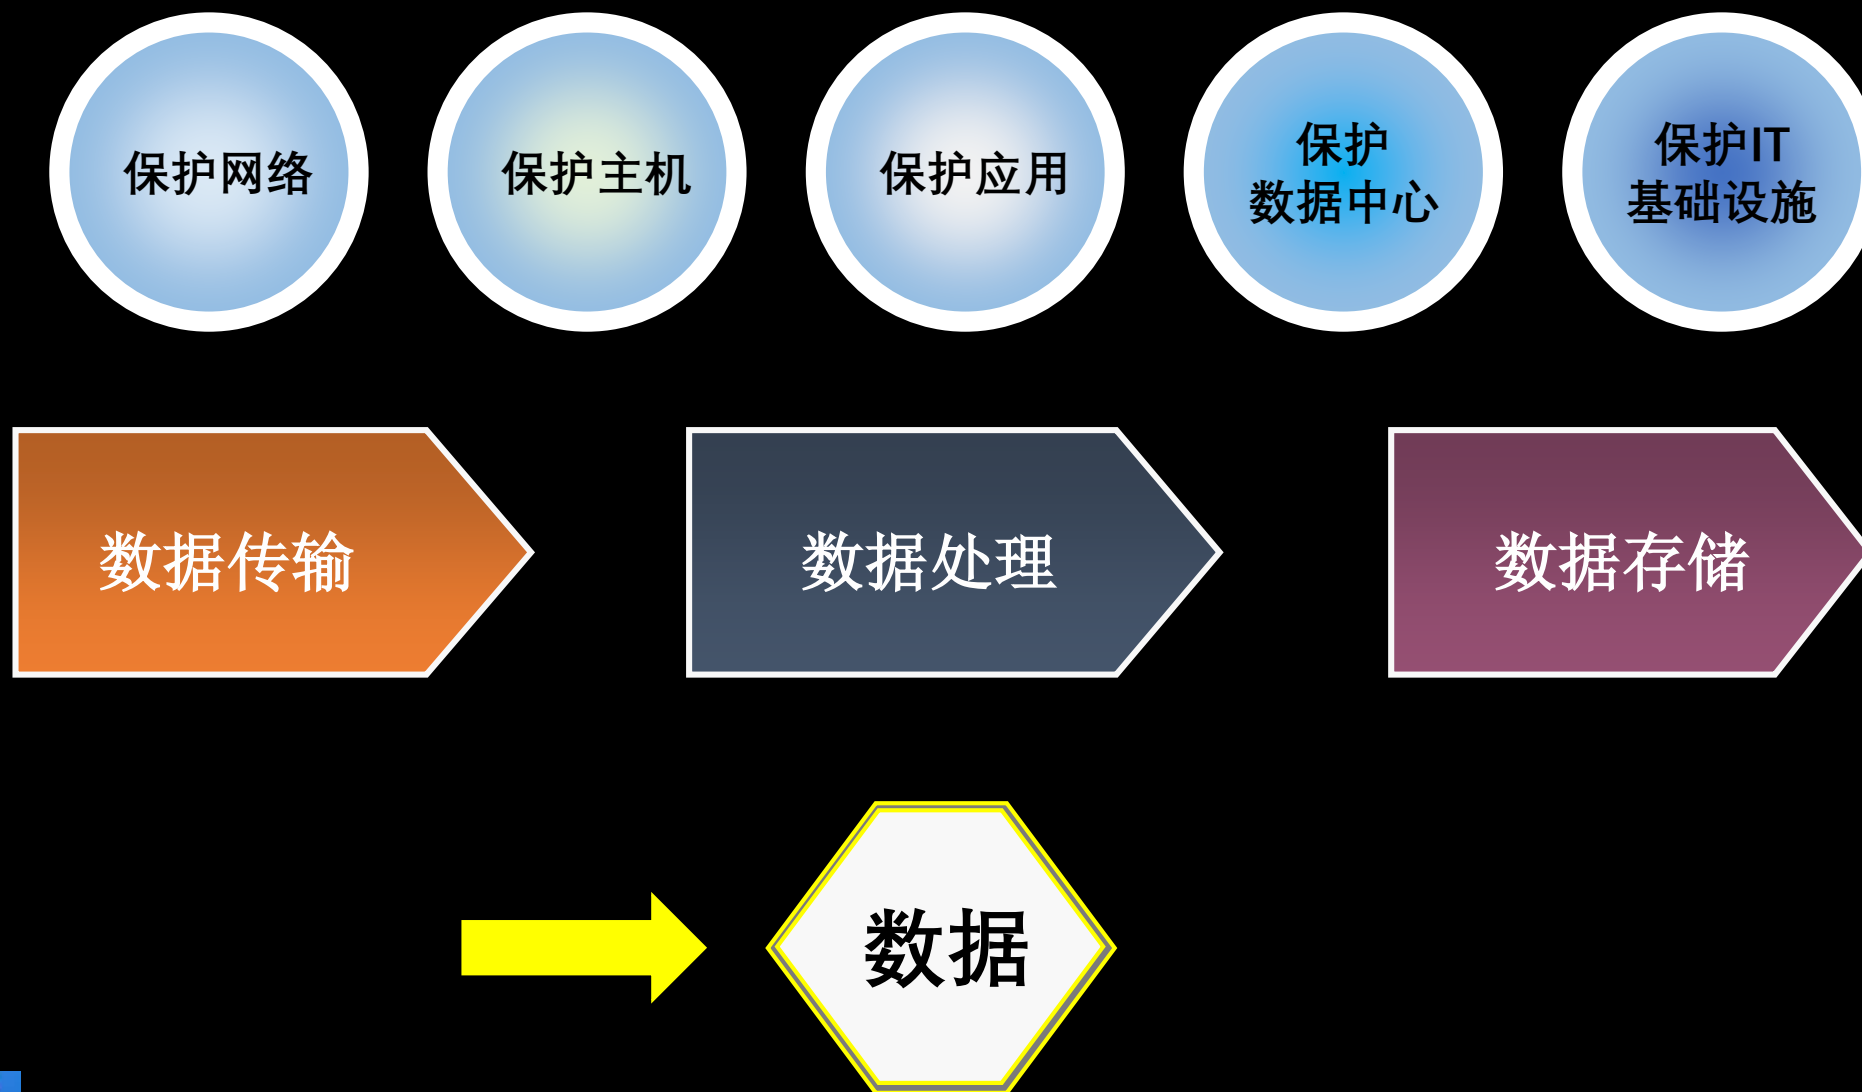 保护网络
保护主机
保护应用
保护
数据中心
保护IT
基础设施
数据传输
数据处理
数据存储
数据